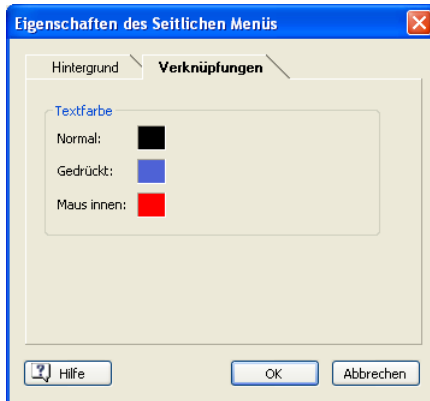 Eigenschaften des Seitlichen Menüs
Hintergrund Verknüpfungen
Textfarbe
Normal:
Gedrückt:
Maus innen:
Hilfe OK Abbrechen